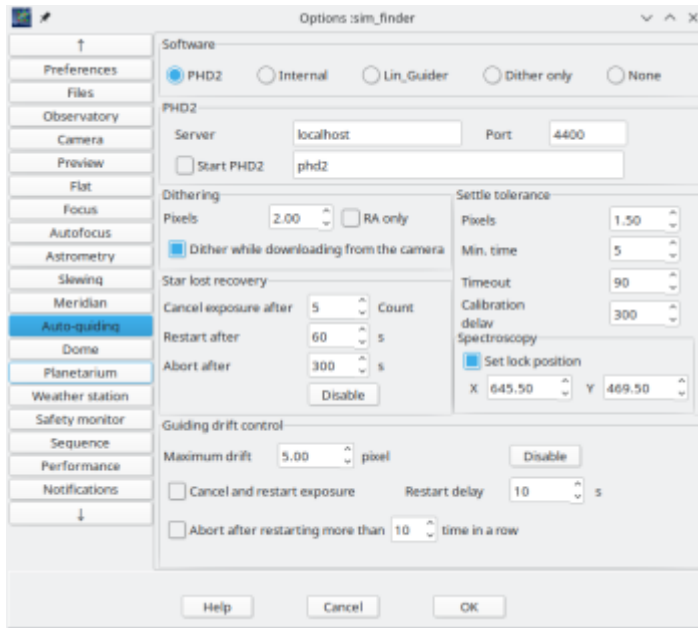 Options :sim_finder
↑
Preferences
Files
Observatory
Camera
Preview
Flat
Focus
Autofocus
Astrometry
Slewing
Meridian
Auto-guiding
Dome
Planetarium
Weather station
Safety monitor
Sequence
Performance
Notifications
↓
Software
PHD2 Internal Lin_Guider Dither only None
PHD2
Server localhost Port 4400
Start PHD2 phd2
Dithering
Pixels 2.00 RA only
Dither while downloading from the camera
Star lost recovery
Cancel exposure after 5 Count
Restart after 60 s
Abort after 300 s
Disable
Settle tolerance
Pixels 1.50
Min. time 5
Timeout 90
Calibration
delay 300
Spectroscopy
Set lock position
X 645.50 Y 469.50
Guiding drift control
Maximum drift 5.00 pixel Disable
Cancel and restart exposure Restart delay 10 s
Abort after restarting more than 10 time in a row
Help Cancel OK